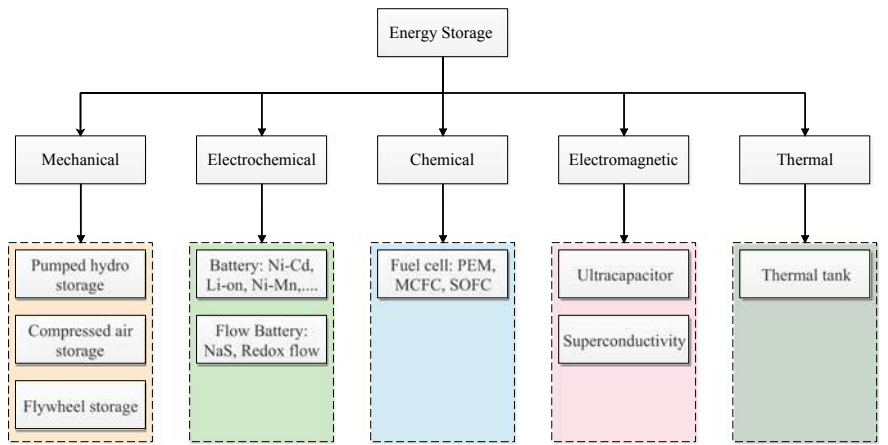 Energy Storage
Mechanical
Electrochemical
Chemical
Electromagnetic
Thermal
Pumped hydro
storage
Compressed air
storage
Flywheel storage
Battery: Ni-Cd,
Li-on, Ni-Mn,....
Flow Battery:
NaS, Redox flow
Fuel cell: PEM,
MCFC, SOFC
Ultracapacitor
Superconductivity
Thermal tank